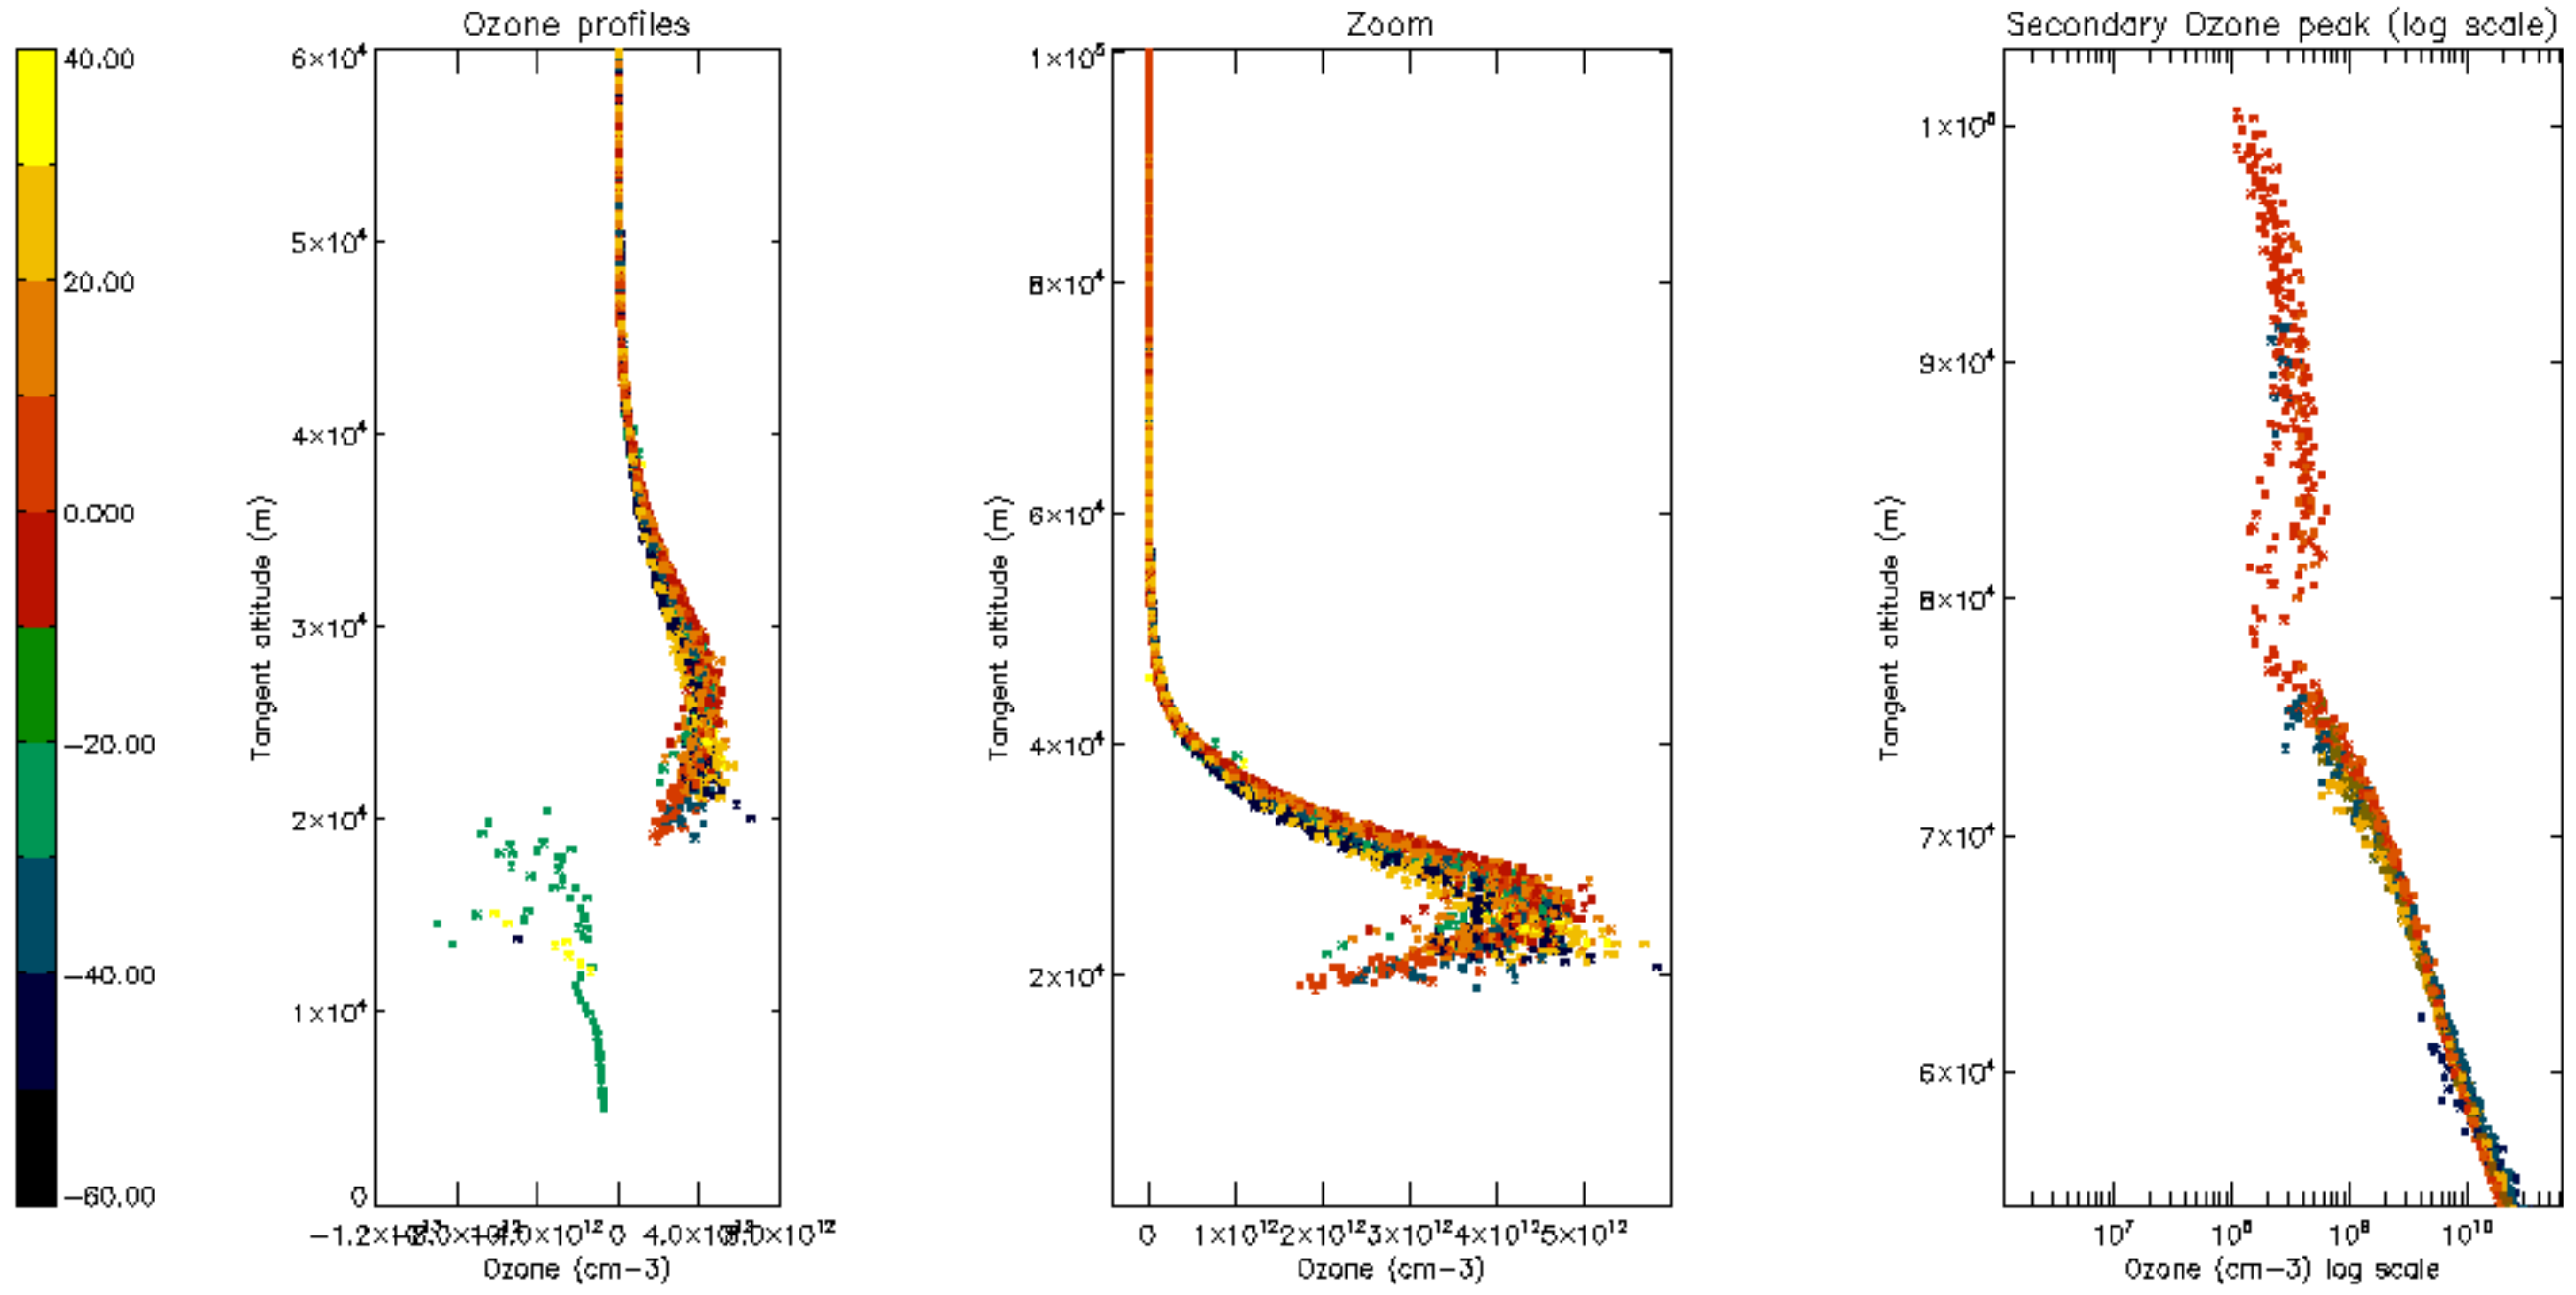 Ozone profiles
Zoom
Secondary Ozone peak (log scale)
40.00
20.00
0.000
−20.00
−40.00
−60.00
6×10⁴
5×10⁴
4×10⁴
3×10⁴
2×10⁴
1×10⁴
0
Tangent altitude (m)
4.0×10¹² 0
Ozone (cm−3)
1×10⁵
8×10⁴
6×10⁴
4×10⁴
2×10⁴
Tangent altitude (m)
0 1×10¹² 2×10¹² 3×10¹² 4×10¹² 5×10¹²
Ozone (cm−3)
9×10⁴
8×10⁴
7×10⁴
6×10⁴
Tangent altitude (m)
10⁷ 10⁸ 10⁹ 10¹⁰
Ozone (cm−3) log scale